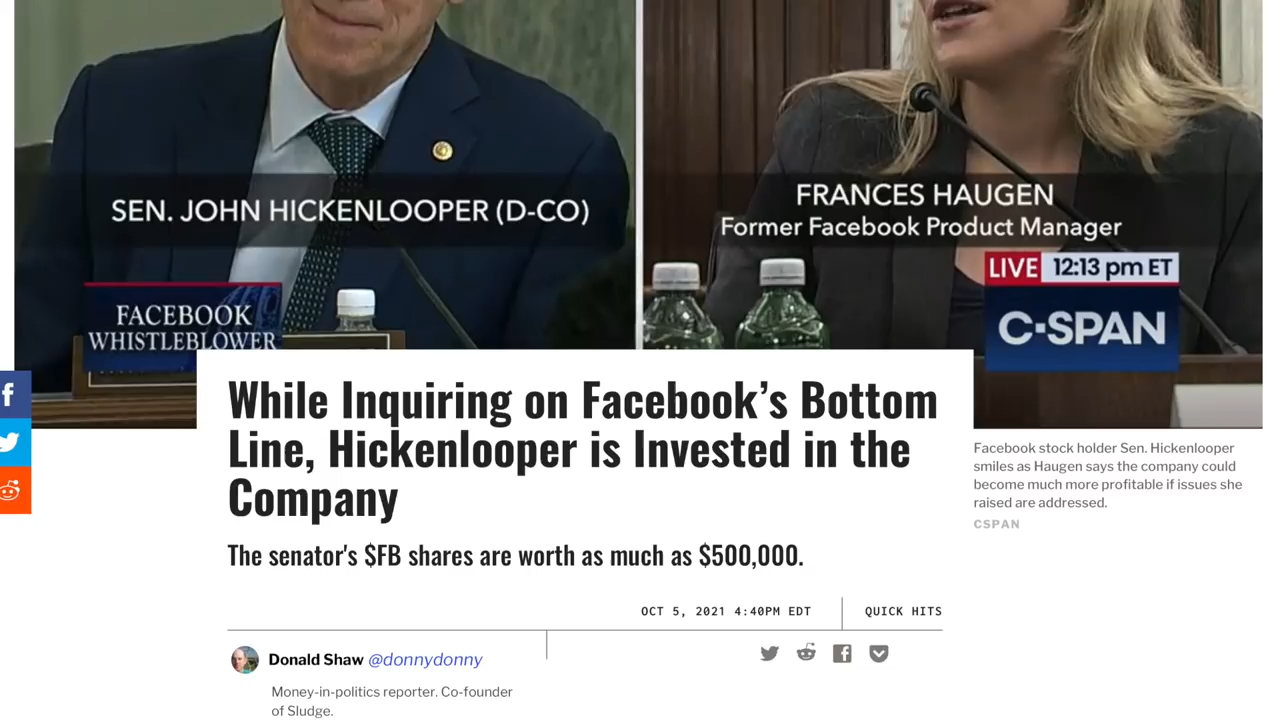 SEN. JOHN HICKENLOOPER (D-CO)
FACEBOOK
WHISTLEBLOWER
FRANCES HAUGEN
Former Facebook Product Manager
LIVE 12:13 pm ET
C-SPAN
While Inquiring on Facebook’s Bottom
Line, Hickenlooper is Invested in the
Company
The senator's $FB shares are worth as much as $500,000.
Facebook stock holder Sen. Hickenlooper
smiles as Haugen says the company could
become much more profitable if issues she
raised are addressed.
CSPAN
OCT 5, 2021 4:40PM EDT
QUICK HITS
Donald Shaw @donnydonny
Money-in-politics reporter. Co-founder
of Sludge.